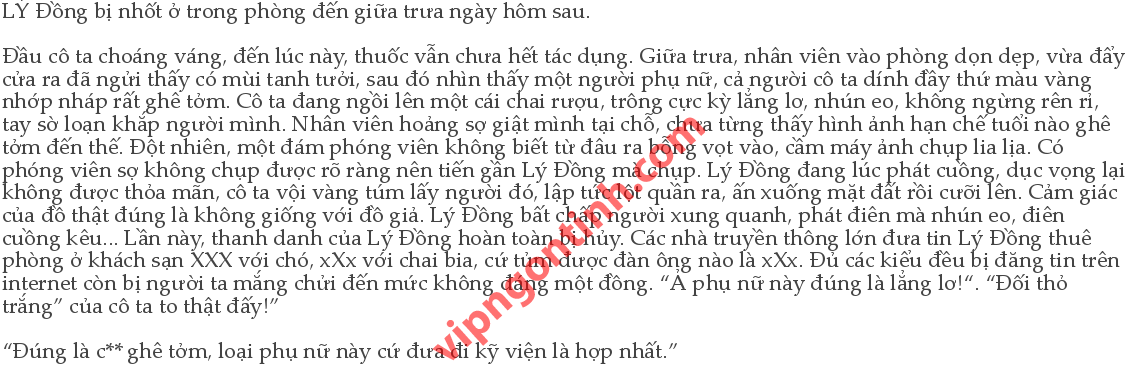 LÝ Đồng bị nhốt ở trong phòng đến giữa trưa ngày hôm sau.
Đầu cô ta choáng váng, đến lúc này, thuốc vẫn chưa hết tác dụng. Giữa trưa, nhân viên vào phòng dọn dẹp, vừa đẩy
cửa ra đã ngửi thấy có mùi tanh tưởi, sau đó nhìn thấy một người phụ nữ, cả người cô ta dính đầy thứ màu vàng
nhớp nháp rất ghê tởm. Cô ta đang ngồi lên một cái chai rượu, trông cực kỳ lẳng lơ, nhún eo, không ngừng rên rỉ,
tay sờ loạn khắp người mình. Nhân viên hoảng sợ giật mình tại chỗ, chưa từng thấy hình ảnh hạn chế tuổi nào ghê
tởm đến thế. Đột nhiên, một đám phóng viên không biết từ đâu ra bỗng vọt vào, cầm máy ảnh chụp lia lịa. Có
phóng viên sợ không chụp được rõ ràng nên tiến gần Lý Đồng mà chụp. Lý Đồng đang lúc phát cuồng, dục vọng lại
không được thỏa mãn, cô ta vội vàng túm lấy người đó, lập tức lột quần ra, ấn xuống mặt đất rồi cưỡi lên. Cảm giác
của đồ thật đúng là không giống với đồ giả. Lý Đồng bất chấp người xung quanh, phát điên mà nhún eo, điên
cuồng kêu... Lần này, thanh danh của Lý Đồng hoàn toàn bị hủy. Các nhà truyền thông lớn đưa tin Lý Đồng thuê
phòng ở khách sạn XXX với chó, xXx với chai bia, cứ tủm được đàn ông nào là xXx. Đủ các kiểu đều bị đăng tin trên
internet còn bị người ta mắng chửi đến mức không đáng một đồng. “Ả phụ nữ này đúng là lẳng lơ!“. “Đối thỏ
trắng” của cô ta to thật đấy!”
“Đúng là c** ghê tởm, loại phụ nữ này cứ đưa đi kỹ viện là hợp nhất.”
vipngontinh.com